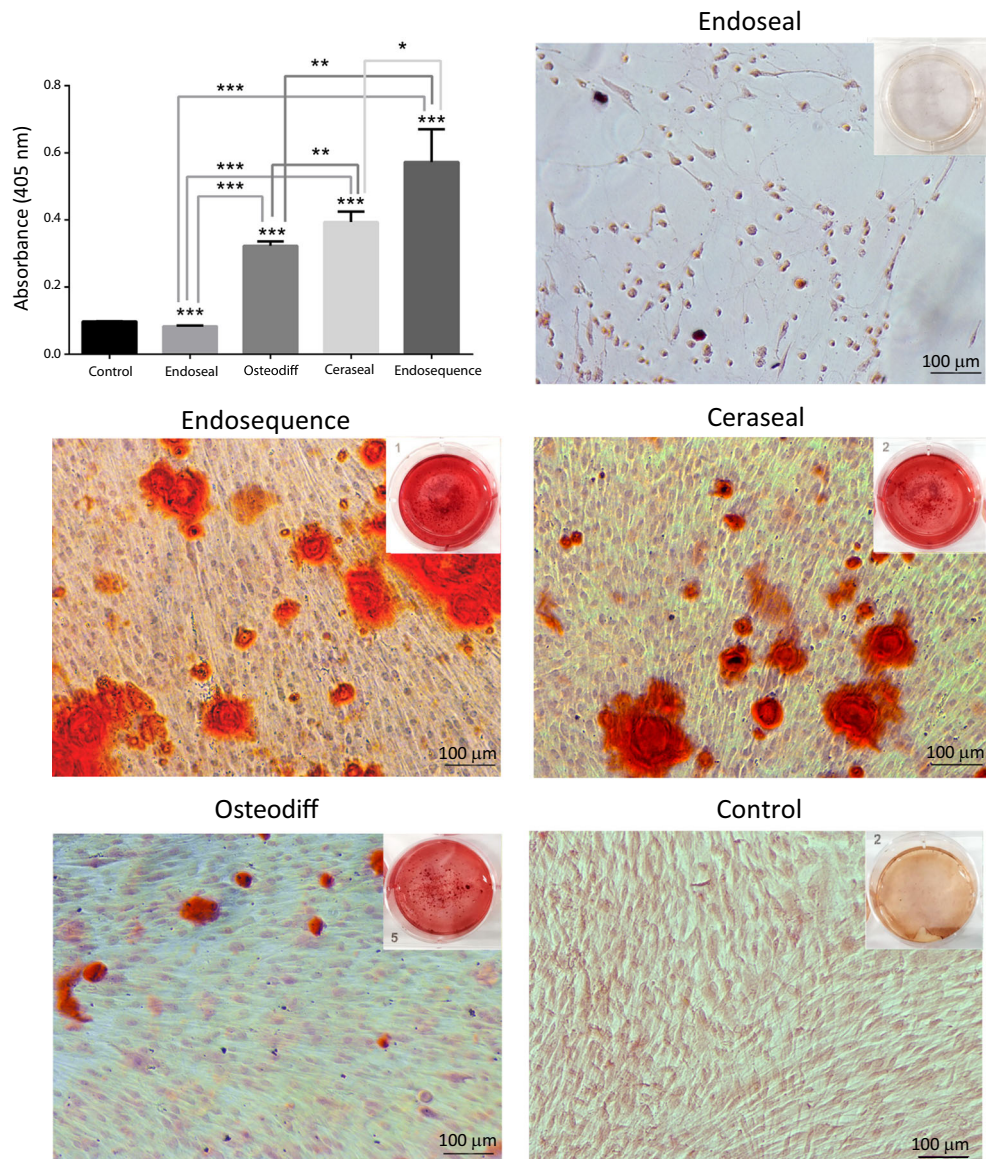 Endoseal
Absorbance (405 nm)
0.8
0.6
0.4
0.2
0.0
***
***
***
***
***
**
**
*
***
***
***
Control
Endoseal
Osteodiff
Ceraseal
Endosequence
100 μm
Endosequence
1
100 μm
Ceraseal
2
100 μm
Osteodiff
5
100 μm
Control
2
100 μm